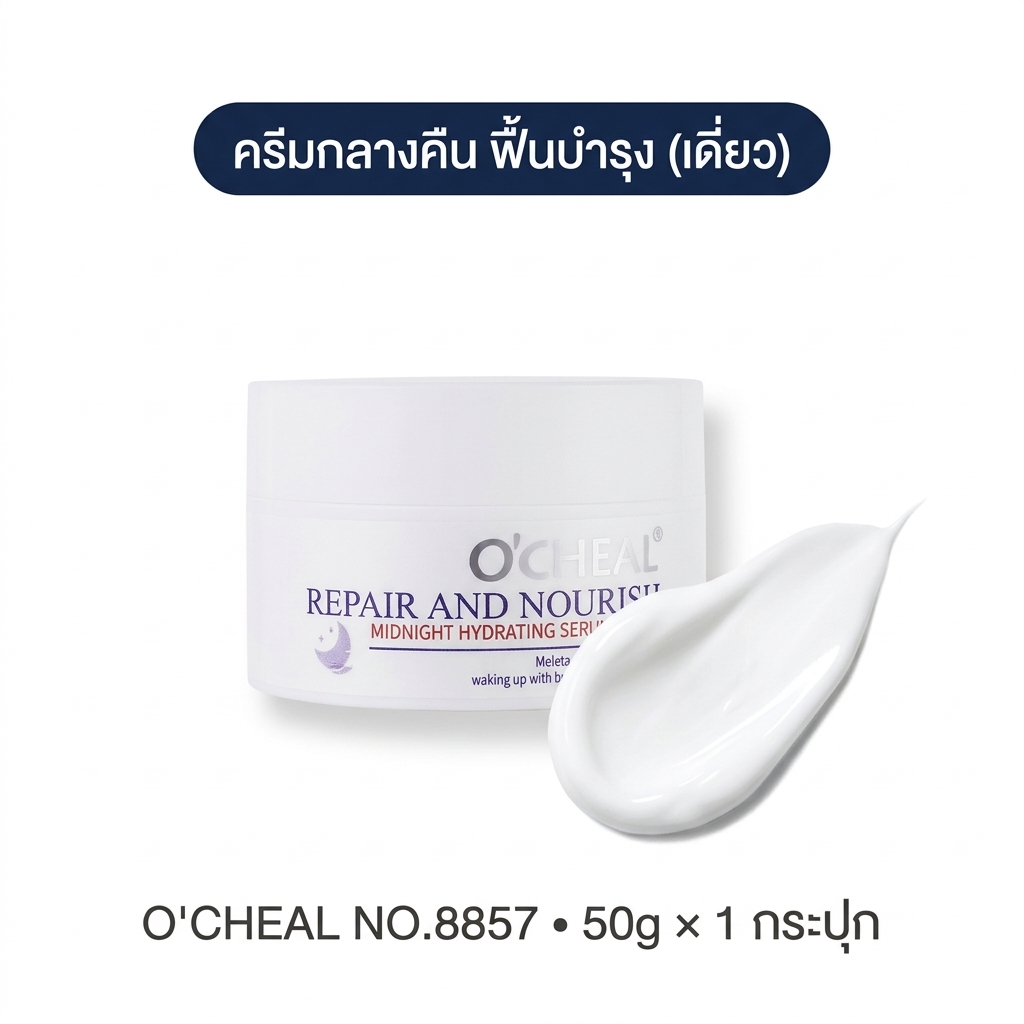 ครีมกลางคืน ฟื้นบำรุง (เดี่ยว)
O'CHEAL®
REPAIR AND NOURISH
MIDNIGHT HYDRATING
waking up with
O'CHEAL NO.8857 • 50g × 1 กระปุก